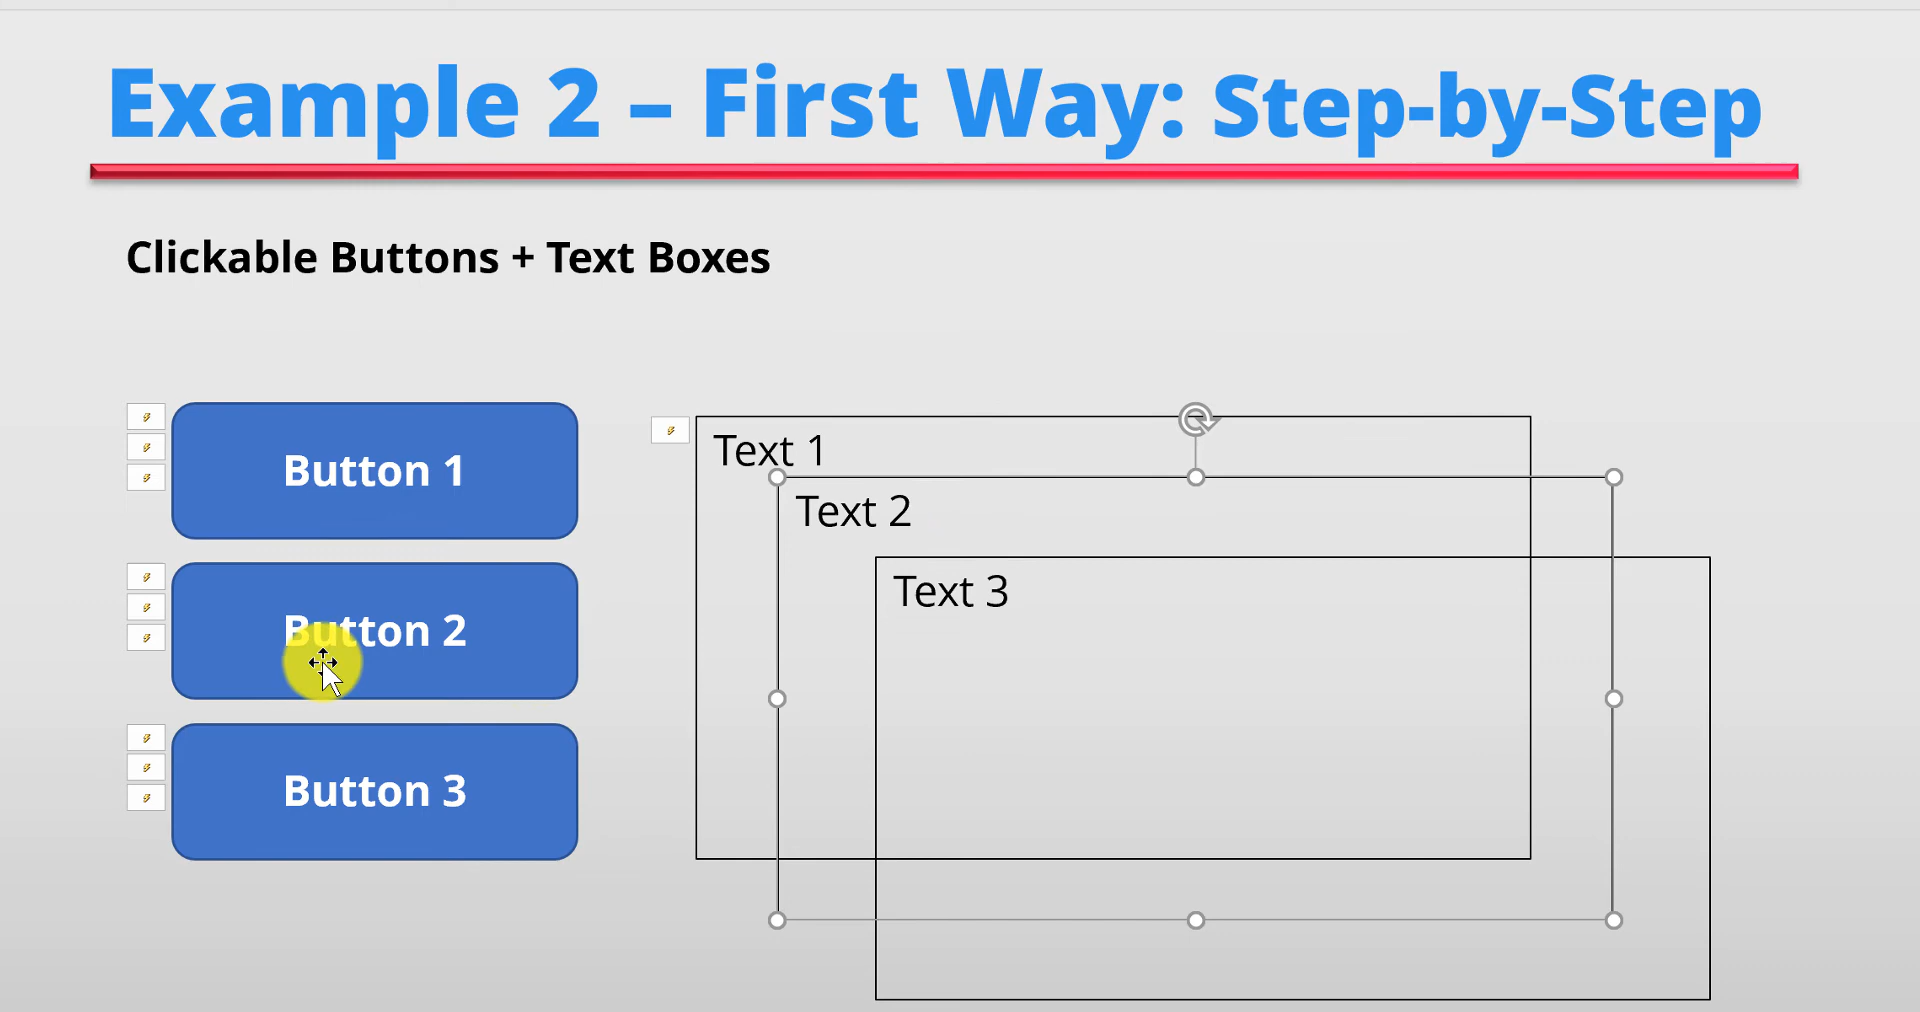 Example 2 – First Way: Step-by-Step
Clickable Buttons + Text Boxes
Button 1
Button 2
Button 3
Text 1
Text 2
Text 3